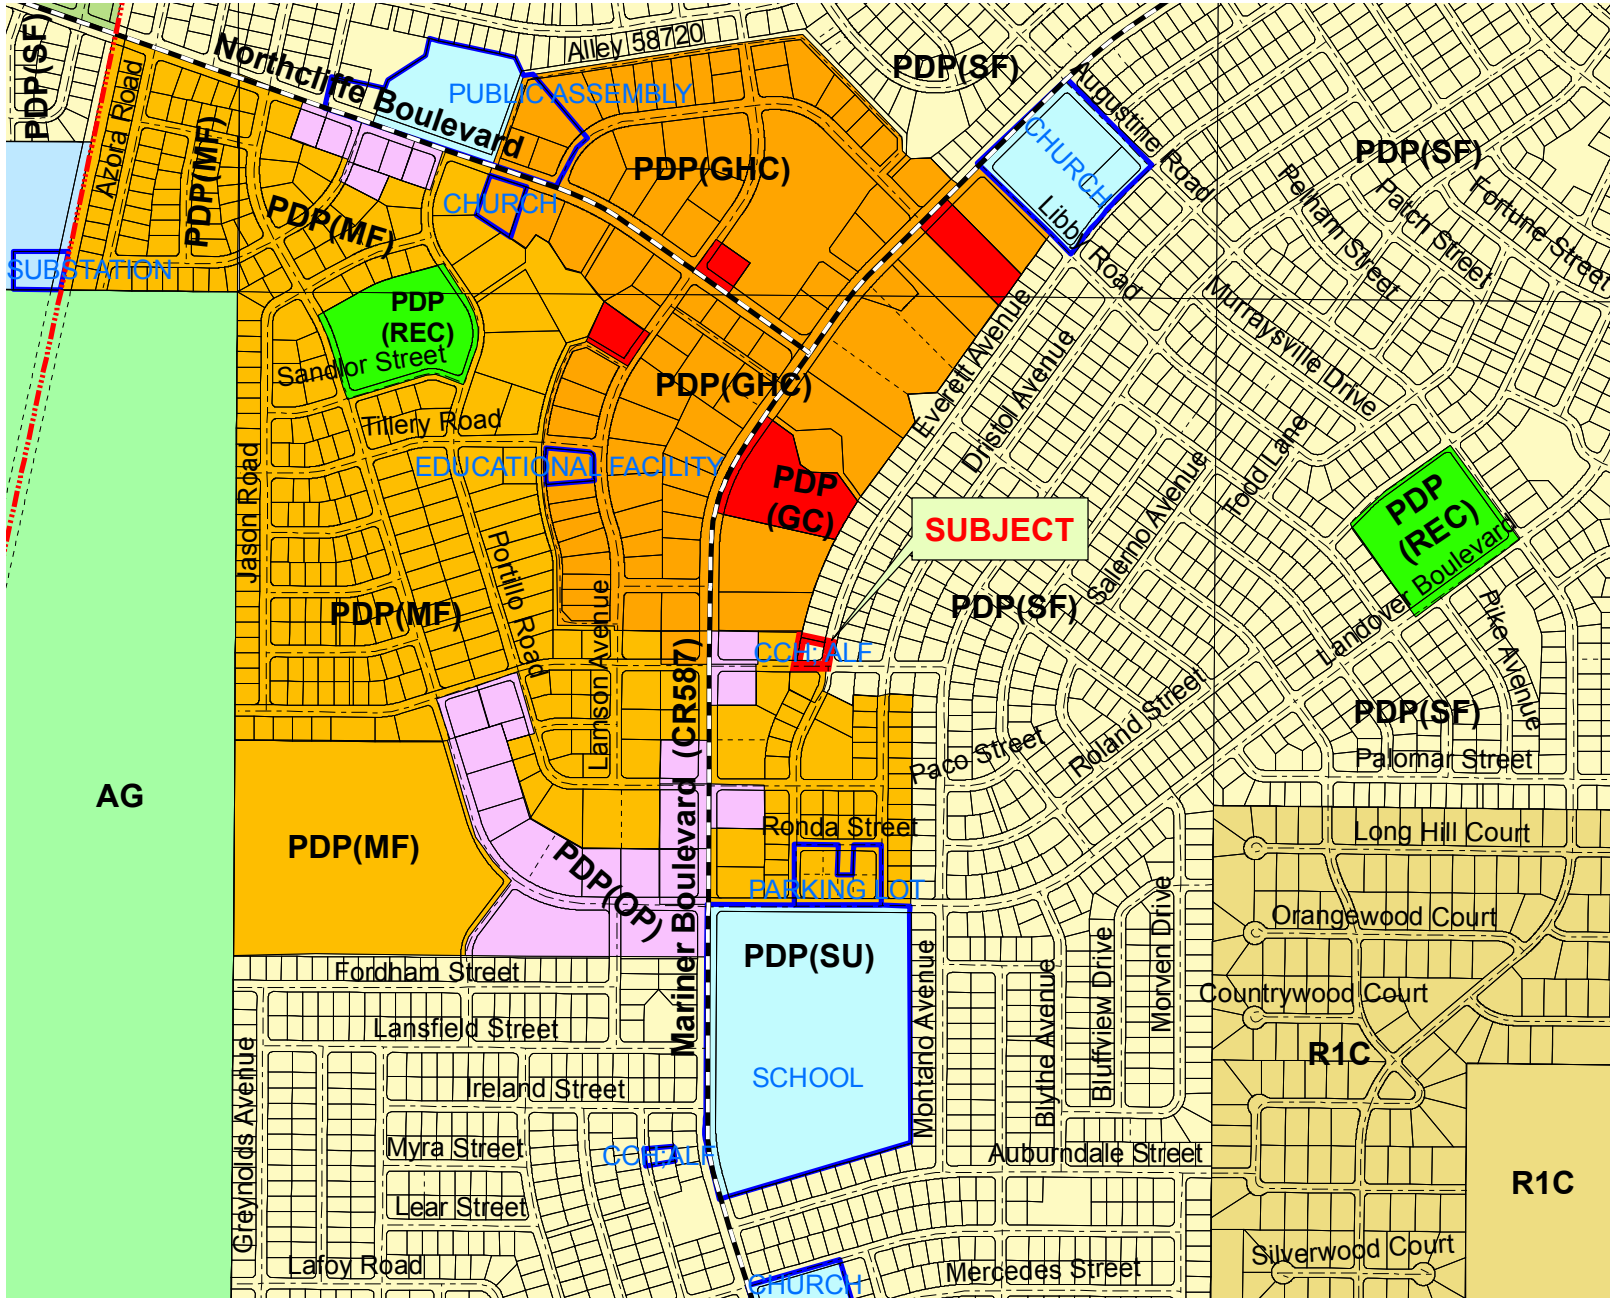 PDP(SF)
Northcliffe Boulevard
Alley 58720
PUBLIC ASSEMBLY
PDP(SF)
Augustine Road
Azora Road
PDP(MF)
PDP(MF)
CHURCH
PDP(GHC)
CHURCH
Libby Road
PDP(SF)
Pelham Street
Patch Street
Fortune Street
SUBSTATION
PDP
(REC)
Sandlor Street
Murraysville Drive
Everett Avenue
Dristol Avenue
PDP(GHC)
Tillery Road
EDUCATIONAL FACILITY
Jason Road
PDP
(GC)
SUBJECT
Salerno Avenue
Todd Lane
PDP
(REC)
Landover Boulevard
Portillo Road
PDP(MF)
Lamson Avenue
PDP(SF)
Pike Avenue
CCH; ALF
Mariner Boulevard (CR587)
Paco Street
Roland Street
PDP(SF)
Palomar Street
AG
PDP(MF)
PDP(OP)
Ronda Street
PARKING LOT
Long Hill Court
Orangewood Court
Countrywood Court
R1C
R1C
Silverwood Court
PDP(SU)
SCHOOL
Montand Avenue
Blythe Avenue
Bluffview Drive
Morven Drive
Auburndale Street
Mercedes Street
Fordham Street
Lansfield Street
Ireland Street
Myra Street
Lear Street
Lafoy Road
Greynolds Avenue
CCH;ALF
CHURCH